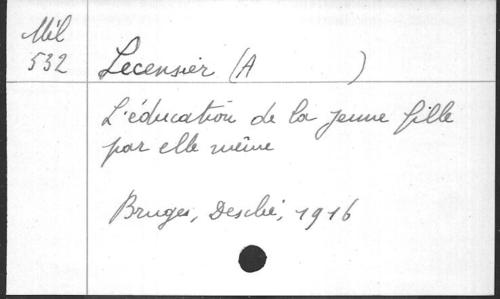 Mél
532
Lecensier (A )
L'éducation de la jeune fille
par elle même
Bruges, Desclée, 1916